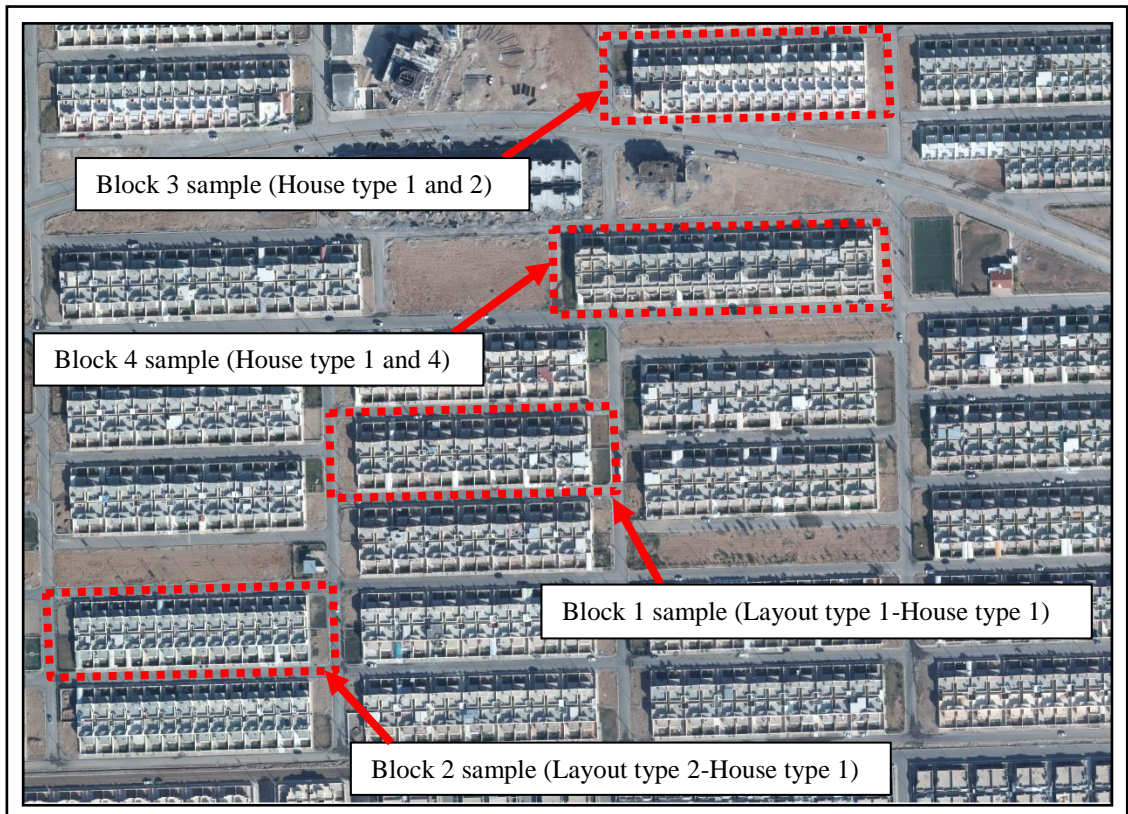 Block 3 sample (House type 1 and 2)
Block 4 sample (House type 1 and 4)
Block 1 sample (Layout type 1-House type 1)
Block 2 sample (Layout type 2-House type 1)